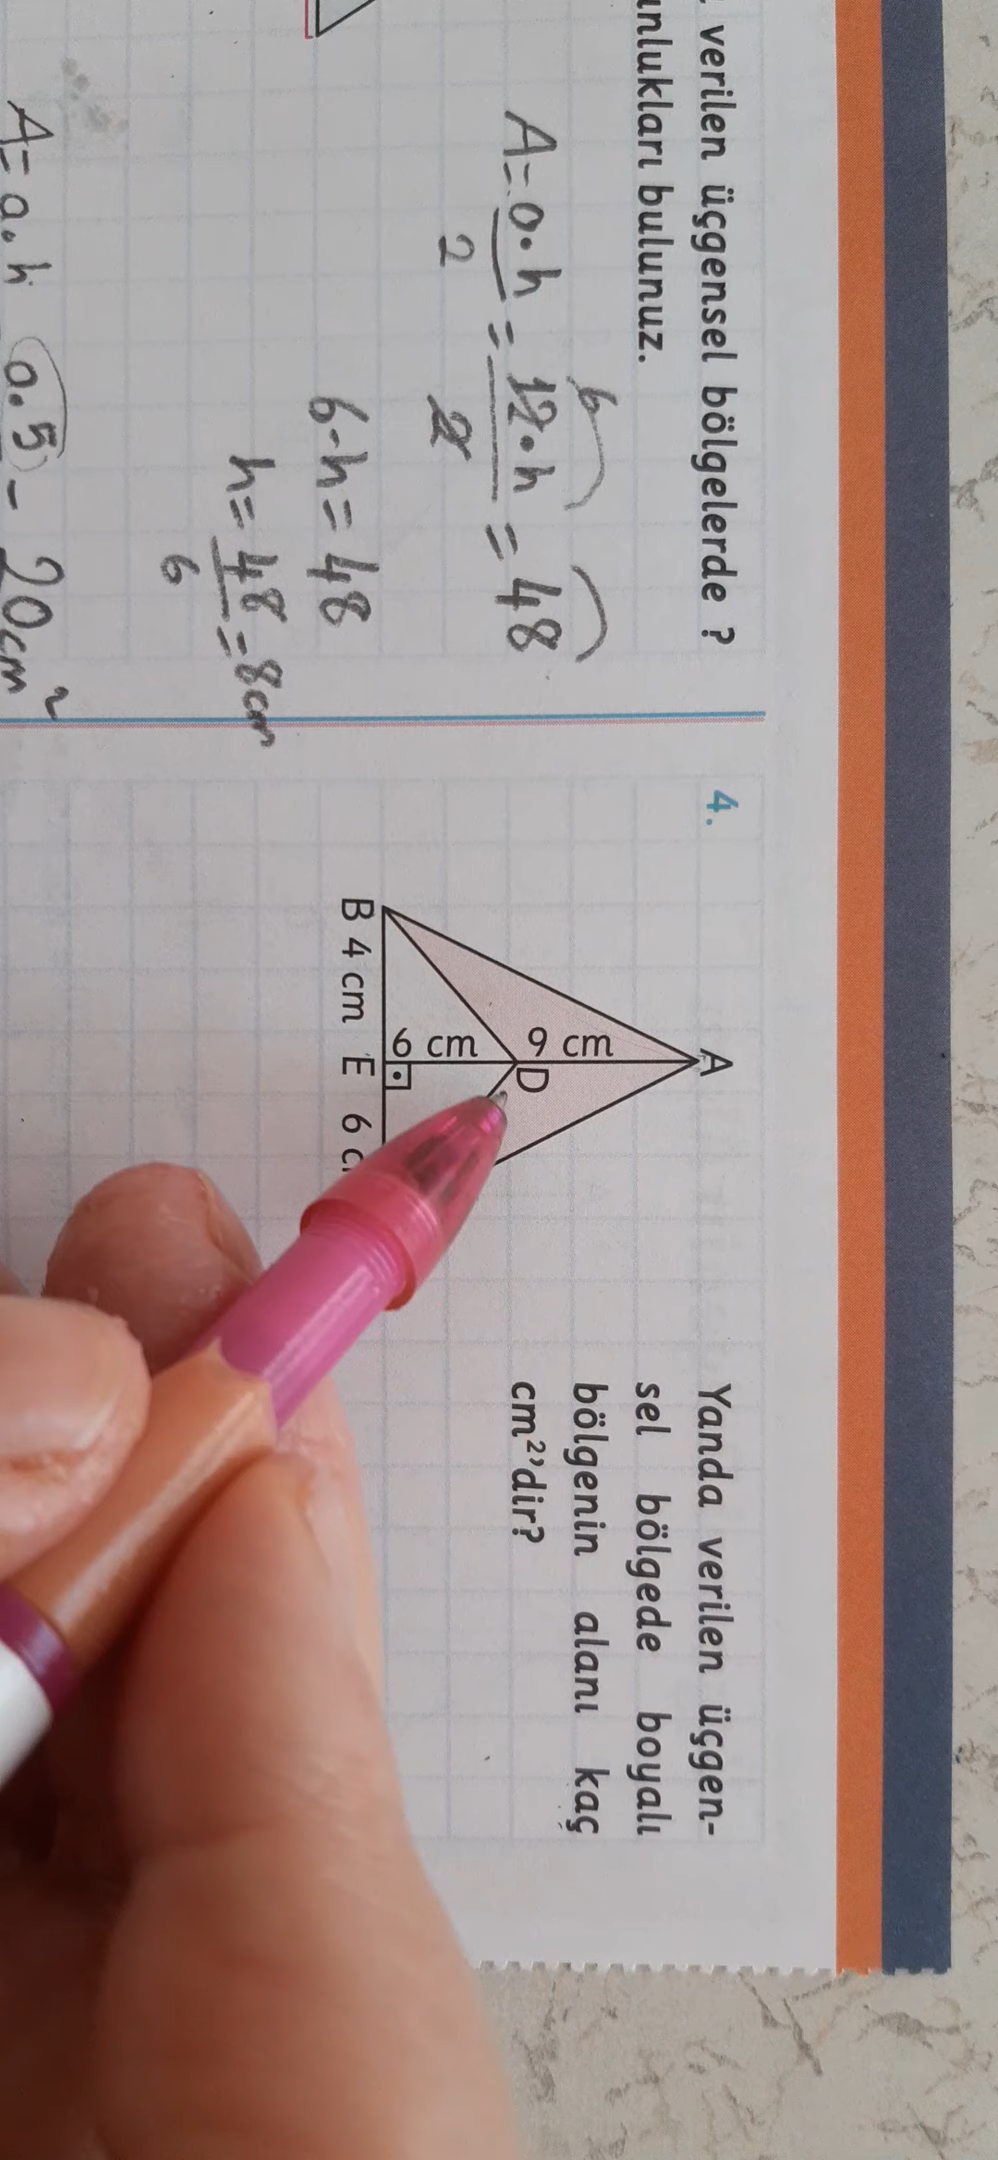 verilen üçgensel bölgelerde ?
bulunuz.
A = a.h / 2 = 12.h / 2 = 48
6
6.h = 48
h = 48 / 6 = 8cm
A = a.h a.5 - 20cm²
4.
A
9 cm
D
6 cm
B 4 cm E 6
Yanda verilen üçgen-
sel bölgede boyalı
bölgenin alanı kaç
cm²'dir?